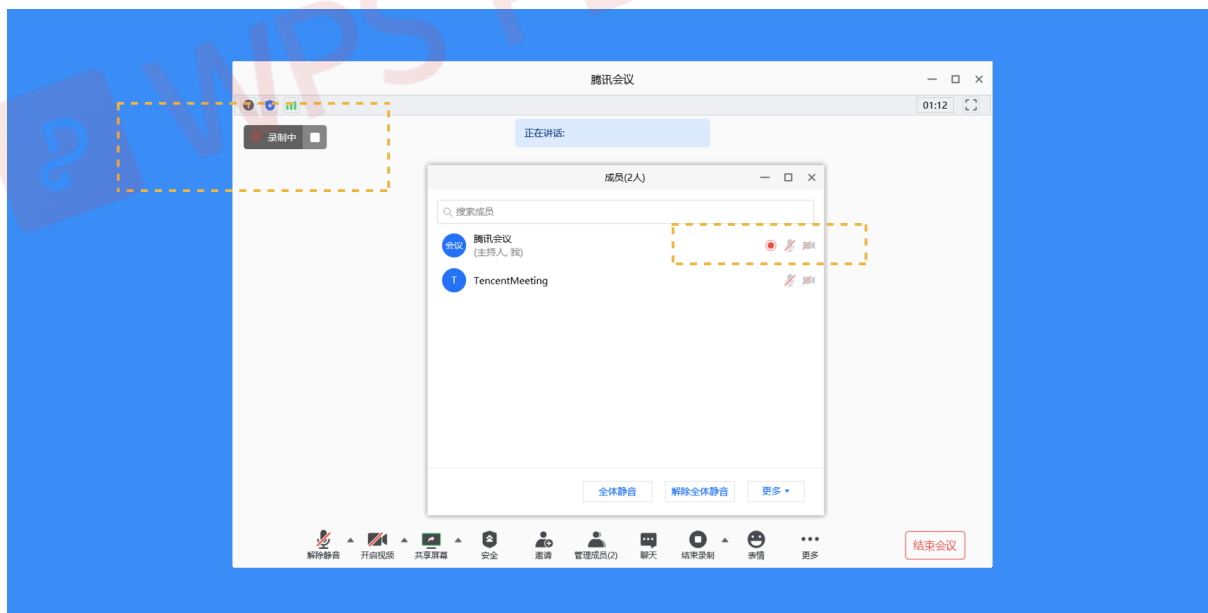 WPS
腾讯会议
01:12
录制中
正在讲话:
成员(2人)
搜索成员
会议
腾讯会议
(主持人, 我)
T
TencentMeeting
全体静音
解除全体静音
更多
解除静音
开启视频
共享屏幕
安全
邀请
管理成员(2)
聊天
结束录制
表情
更多
结束会议